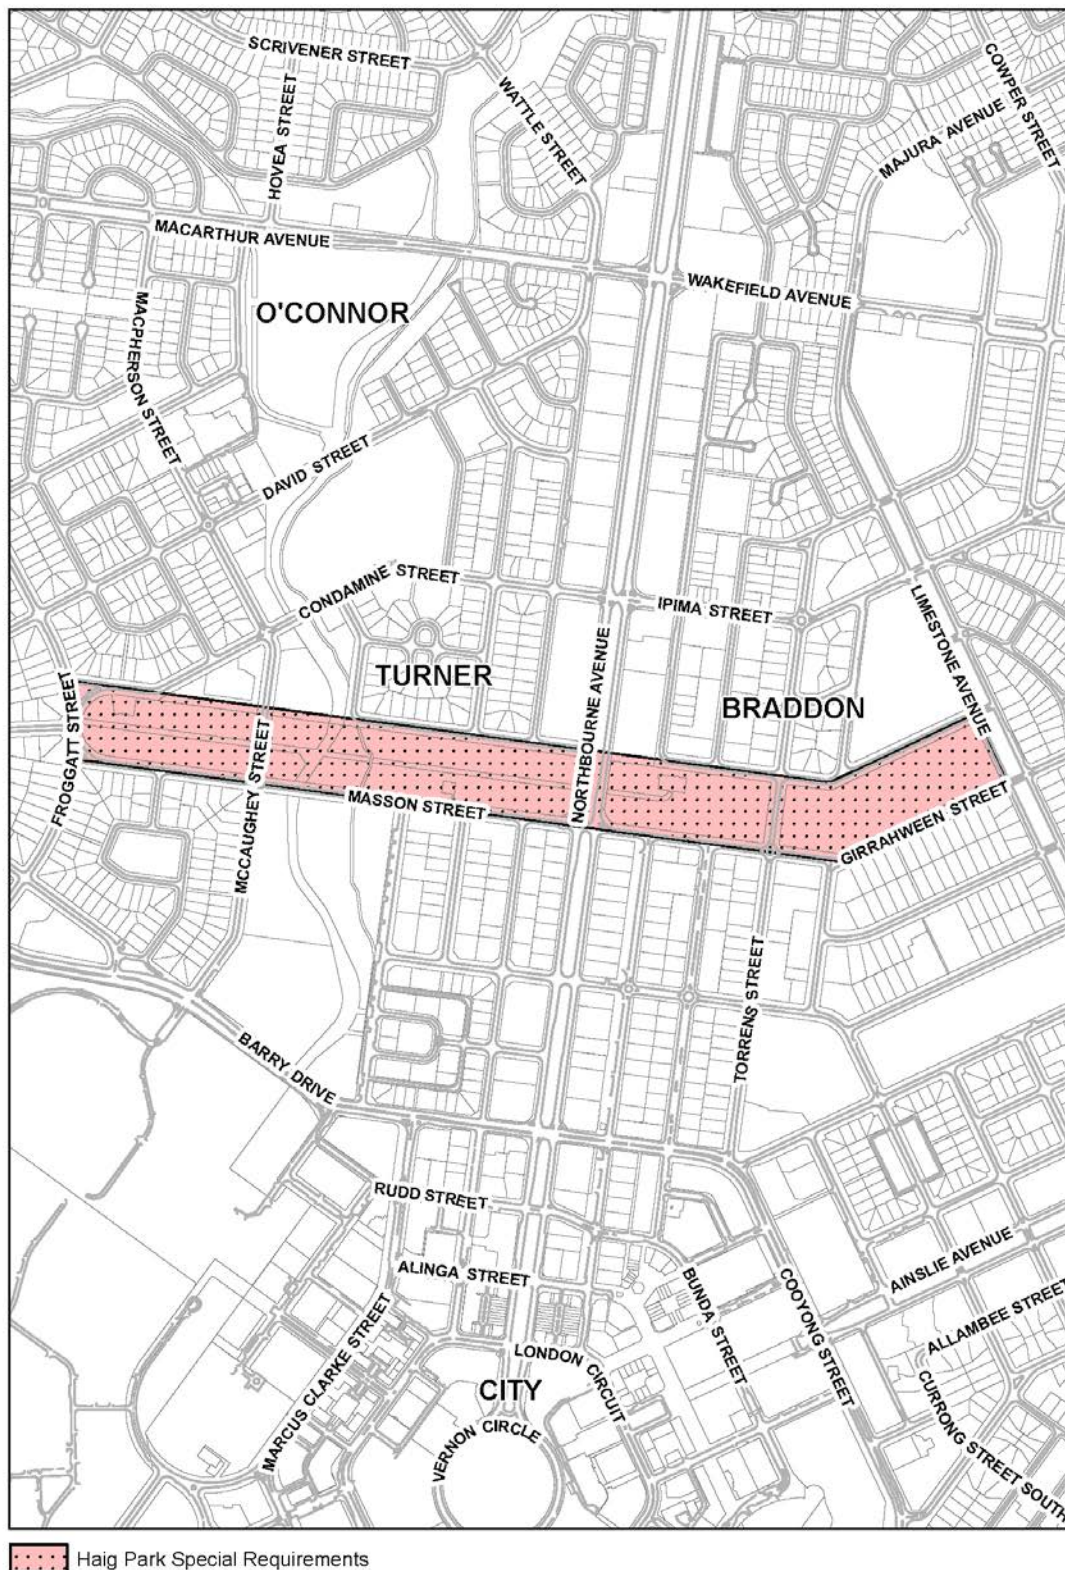 SCRIVENER STREET
HOVEA STREET
WATTLE STREET
COWPER STREET
MAJURA AVENUE
MACARTHUR AVENUE
WAKEFIELD AVENUE
O'CONNOR
MACPHERSON STREET
DAVID STREET
CONDAMINE STREET
IPIMA STREET
LIMESTONE AVENUE
TURNER
NORTHBOURNE AVENUE
BRADDON
FROGGATT STREET
MCCAUGHEY STREET
MASSON STREET
GIRRAHWEEN STREET
TORRENS STREET
BARRY DRIVE
RUDD STREET
ALINGA STREET
BUNDA STREET
COOYONG STREET
AINSLIE AVENUE
ALLAMBEE STREET
MARCUS CLARKE STREET
LONDON CIRCUIT
CITY
VERNON CIRCLE
CURRONG STREET SOUTH
Haig Park Special Requirements